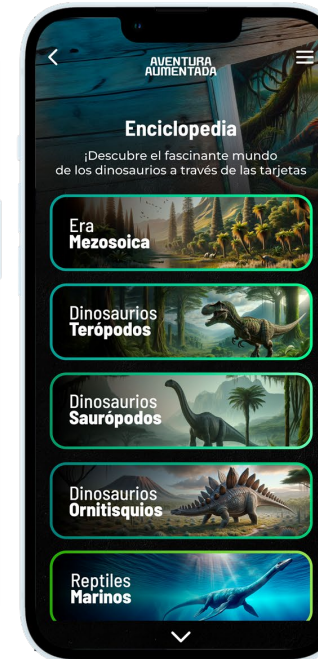 AVENTURA
AUMENTADA
Enciclopedia
¡Descubre el fascinante mundo
de los dinosaurios a través de las tarjetas
Era
Mezosoica
Dinosaurios
Terópodos
Dinosaurios
Saurópodos
Dinosaurios
Ornitisquios
Reptiles
Marinos